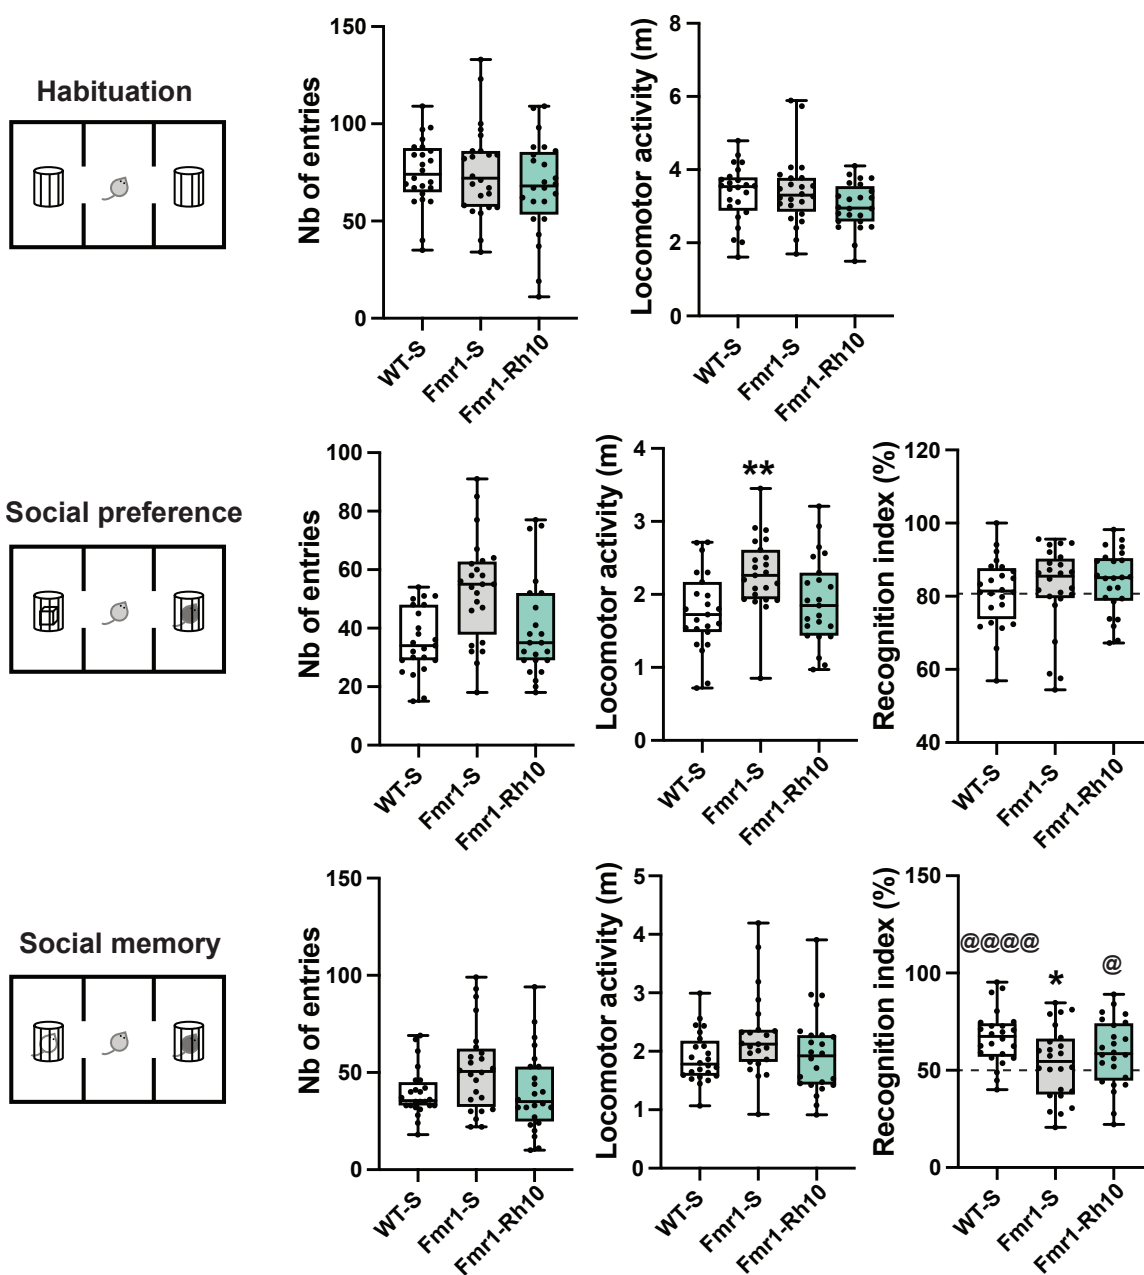 Habituation
Nb of entries
150
100
50
0
WT-S
Fmr1-S
Fmr1-Rh10
Locomotor activity (m)
8
6
4
2
0
WT-S
Fmr1-S
Fmr1-Rh10
Social preference
Nb of entries
100
80
60
40
20
0
WT-S
Fmr1-S
Fmr1-Rh10
Locomotor activity (m)
4
3
2
1
0
**
WT-S
Fmr1-S
Fmr1-Rh10
Recognition index (%)
120
100
80
60
40
WT-S
Fmr1-S
Fmr1-Rh10
Social memory
Nb of entries
150
100
50
0
WT-S
Fmr1-S
Fmr1-Rh10
Locomotor activity (m)
5
4
3
2
1
0
WT-S
Fmr1-S
Fmr1-Rh10
Recognition index (%)
150
100
50
0
@@@@
*
@
WT-S
Fmr1-S
Fmr1-Rh10